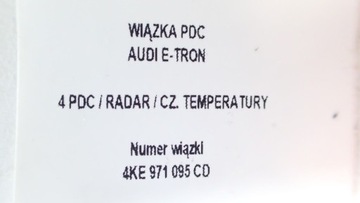 WIĄZKA PDC
AUDI E-TRON
4 PDC / RADAR / CZ. TEMPERATURY
Numer wiązki
4KE 971 095 CD